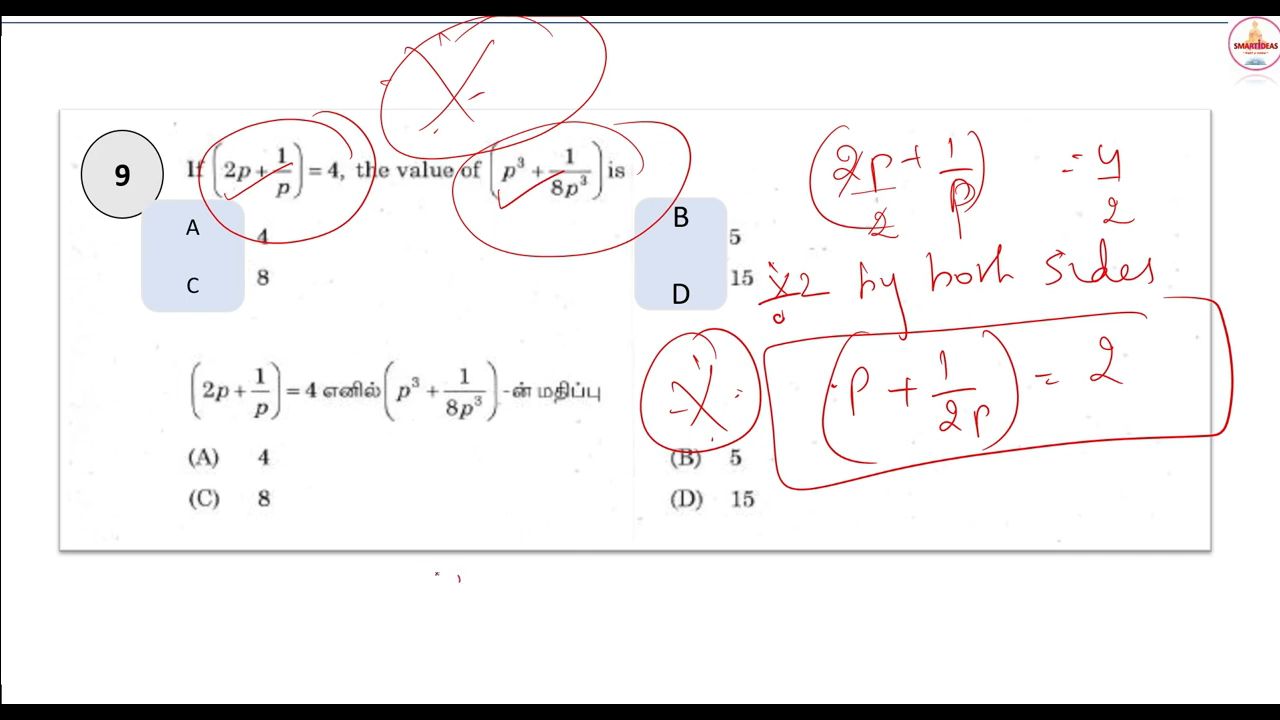 SMARTIDEAS
9
If (2p + 1/p) = 4, the value of (p³ + 1/8p³) is
A 4
B 5
C 8
D 15
(2p + 1/p) = 4 எனில் (p³ + 1/8p³) -ன் மதிப்பு
(A) 4
(B) 5
(C) 8
(D) 15
(2p/2 + 1/p) = 4/2
2 by both sides
(p + 1/2p) = 2